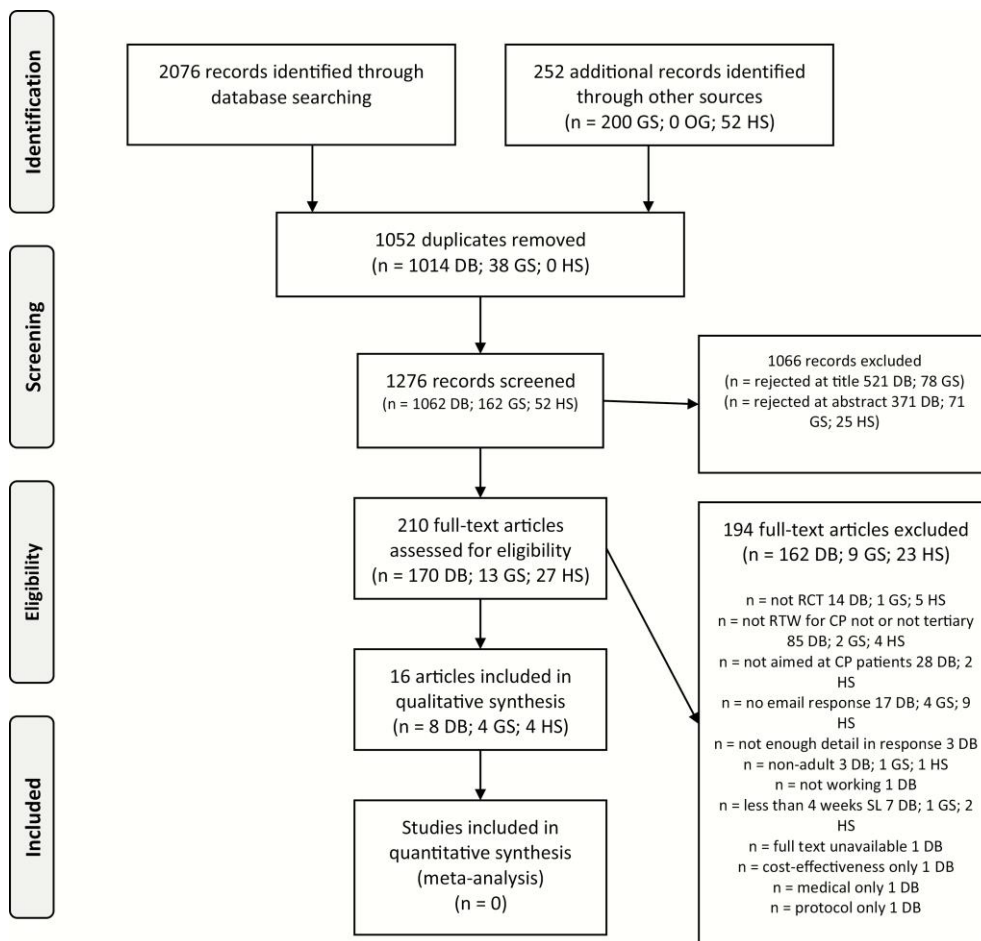 Identification
2076 records identified through
database searching
252 additional records identified
through other sources
(n = 200 GS; 0 OG; 52 HS)
1052 duplicates removed
(n = 1014 DB; 38 GS; 0 HS)
Screening
1276 records screened
(n = 1062 DB; 162 GS; 52 HS)
1066 records excluded
(n = rejected at title 521 DB; 78 GS)
(n = rejected at abstract 371 DB; 71
GS; 25 HS)
Eligibility
210 full-text articles
assessed for eligibility
(n = 170 DB; 13 GS; 27 HS)
194 full-text articles excluded
(n = 162 DB; 9 GS; 23 HS)
n = not RCT 14 DB; 1 GS; 5 HS
n = not RTW for CP not or not tertiary
85 DB; 2 GS; 4 HS
n = not aimed at CP patients 28 DB; 2
HS
n = no email response 17 DB; 4 GS; 9
HS
n = not enough detail in response 3 DB
n = non-adult 3 DB; 1 GS; 1 HS
n = not working 1 DB
n = less than 4 weeks SL 7 DB; 1 GS; 2
HS
n = full text unavailable 1 DB
n = cost-effectiveness only 1 DB
n = medical only 1 DB
n = protocol only 1 DB
Included
16 articles included in
qualitative synthesis
(n = 8 DB; 4 GS; 4 HS)
Studies included in
quantitative synthesis
(meta-analysis)
(n = 0)